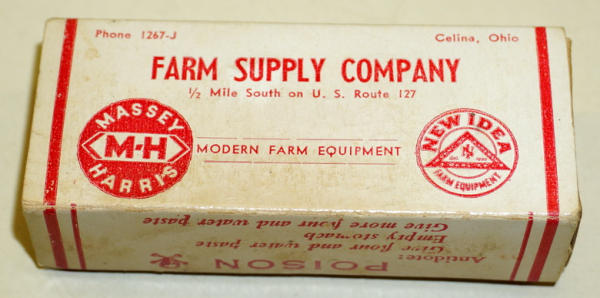 Phone 1267-J
Celina, Ohio
FARM SUPPLY COMPANY
1/2 Mile South on U. S. Route 127
MASSEY
M-H
HARRIS
MODERN FARM EQUIPMENT
NEW IDEA
FARM EQUIPMENT
POISON
Antidote:
Give flour and water paste
Empty stomach
Give more flour and water paste